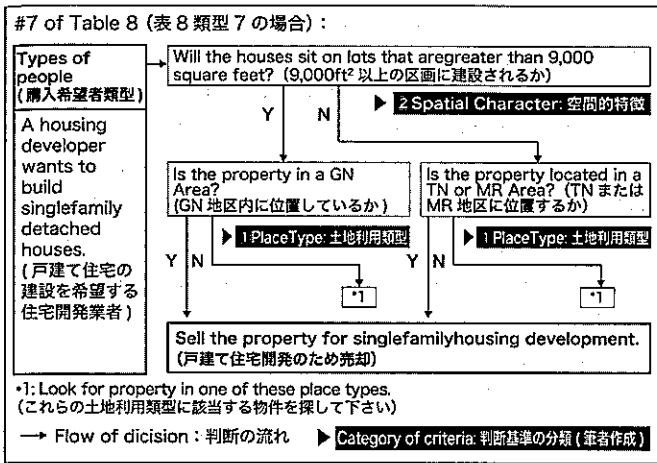 #7 of Table 8 (表8類型7の場合):
Types of
people
(購入希望者類型)
A housing
developer
wants to
build
singlefamily
detached
houses.
(戸建て住宅の
建設を希望する
住宅開発業者)
Will the houses sit on lots that aregreater than 9,000
square feet? (9,000ft²以上の区画に建設されるか)
▶ 2 Spatial Character: 空間的特徴
Y N
Is the property in a GN
Area?
(GN 地区内に位置しているか)
▶ 1 PlaceType: 土地利用類型
Y N
*1
Is the property located in a
TN or MR Area? (TN または
MR 地区に位置するか)
▶ 1 PlaceType: 土地利用類型
Y N
*1
Sell the property for singlefamilyhousing development.
(戸建て住宅開発のため売却)
*1: Look for property in one of these place types.
(これらの土地利用類型に該当する物件を探して下さい)
→ Flow of dicision : 判断の流れ ▶ Category of criteria: 判断基準の分類 (筆者作成)